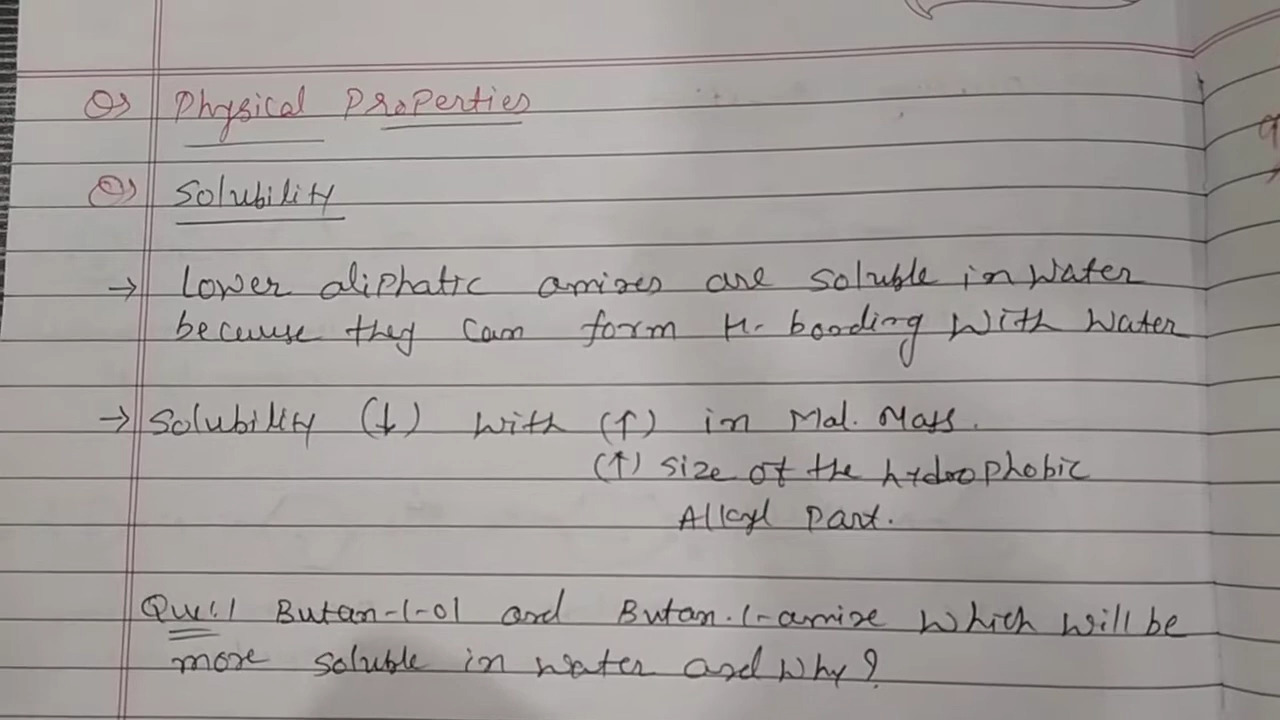 Physical Properties
Solubility
→ Lower aliphatic amines are soluble in water
because they can form H- bonding with water
→ Solubility (↓) with (↑) in Mol. Mass.
(↑) size of the hydrophobic
Alkyl Part.
Que:1 Butan-1-ol and Butan-1-amine which will be
more soluble in water and why?